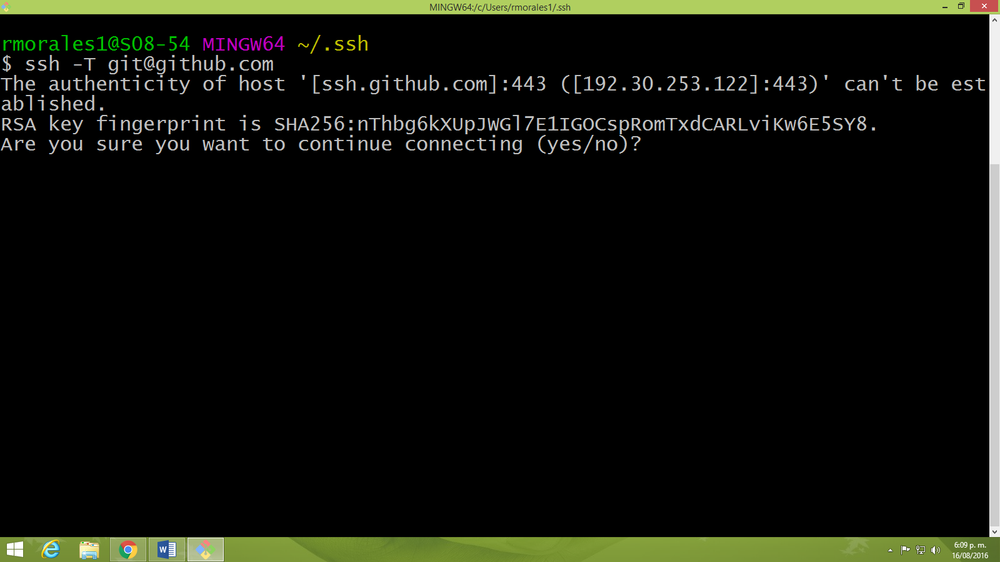 MINGW64:/c/Users/rmorales1/.ssh
rmorales1@SO8-54 MINGW64 ~/.ssh
$ ssh -T git@github.com
The authenticity of host '[ssh.github.com]:443 ([192.30.253.122]:443)' can't be est
ablished.
RSA key fingerprint is SHA256:nThbg6kXUpJWGl7E1IGOCspRomTxdCARLviKw6E5SY8.
Are you sure you want to continue connecting (yes/no)?
6:09 p. m.
16/08/2016